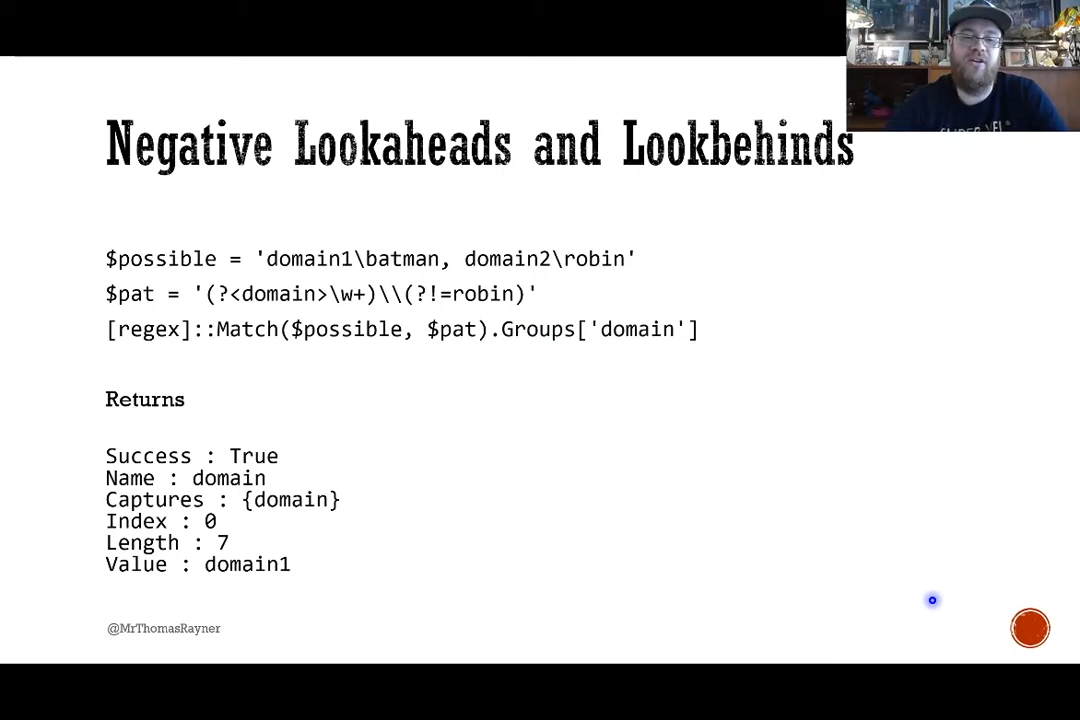 Negative Lookaheads and Lookbehinds
$possible = 'domain1\batman, domain2\robin'
$pat = '(?<domain>\w+)\\(?!=robin)'
[regex]::Match($possible, $pat).Groups['domain']
Returns
Success : True
Name : domain
Captures : {domain}
Index : 0
Length : 7
Value : domain1
@MrThomasRayner